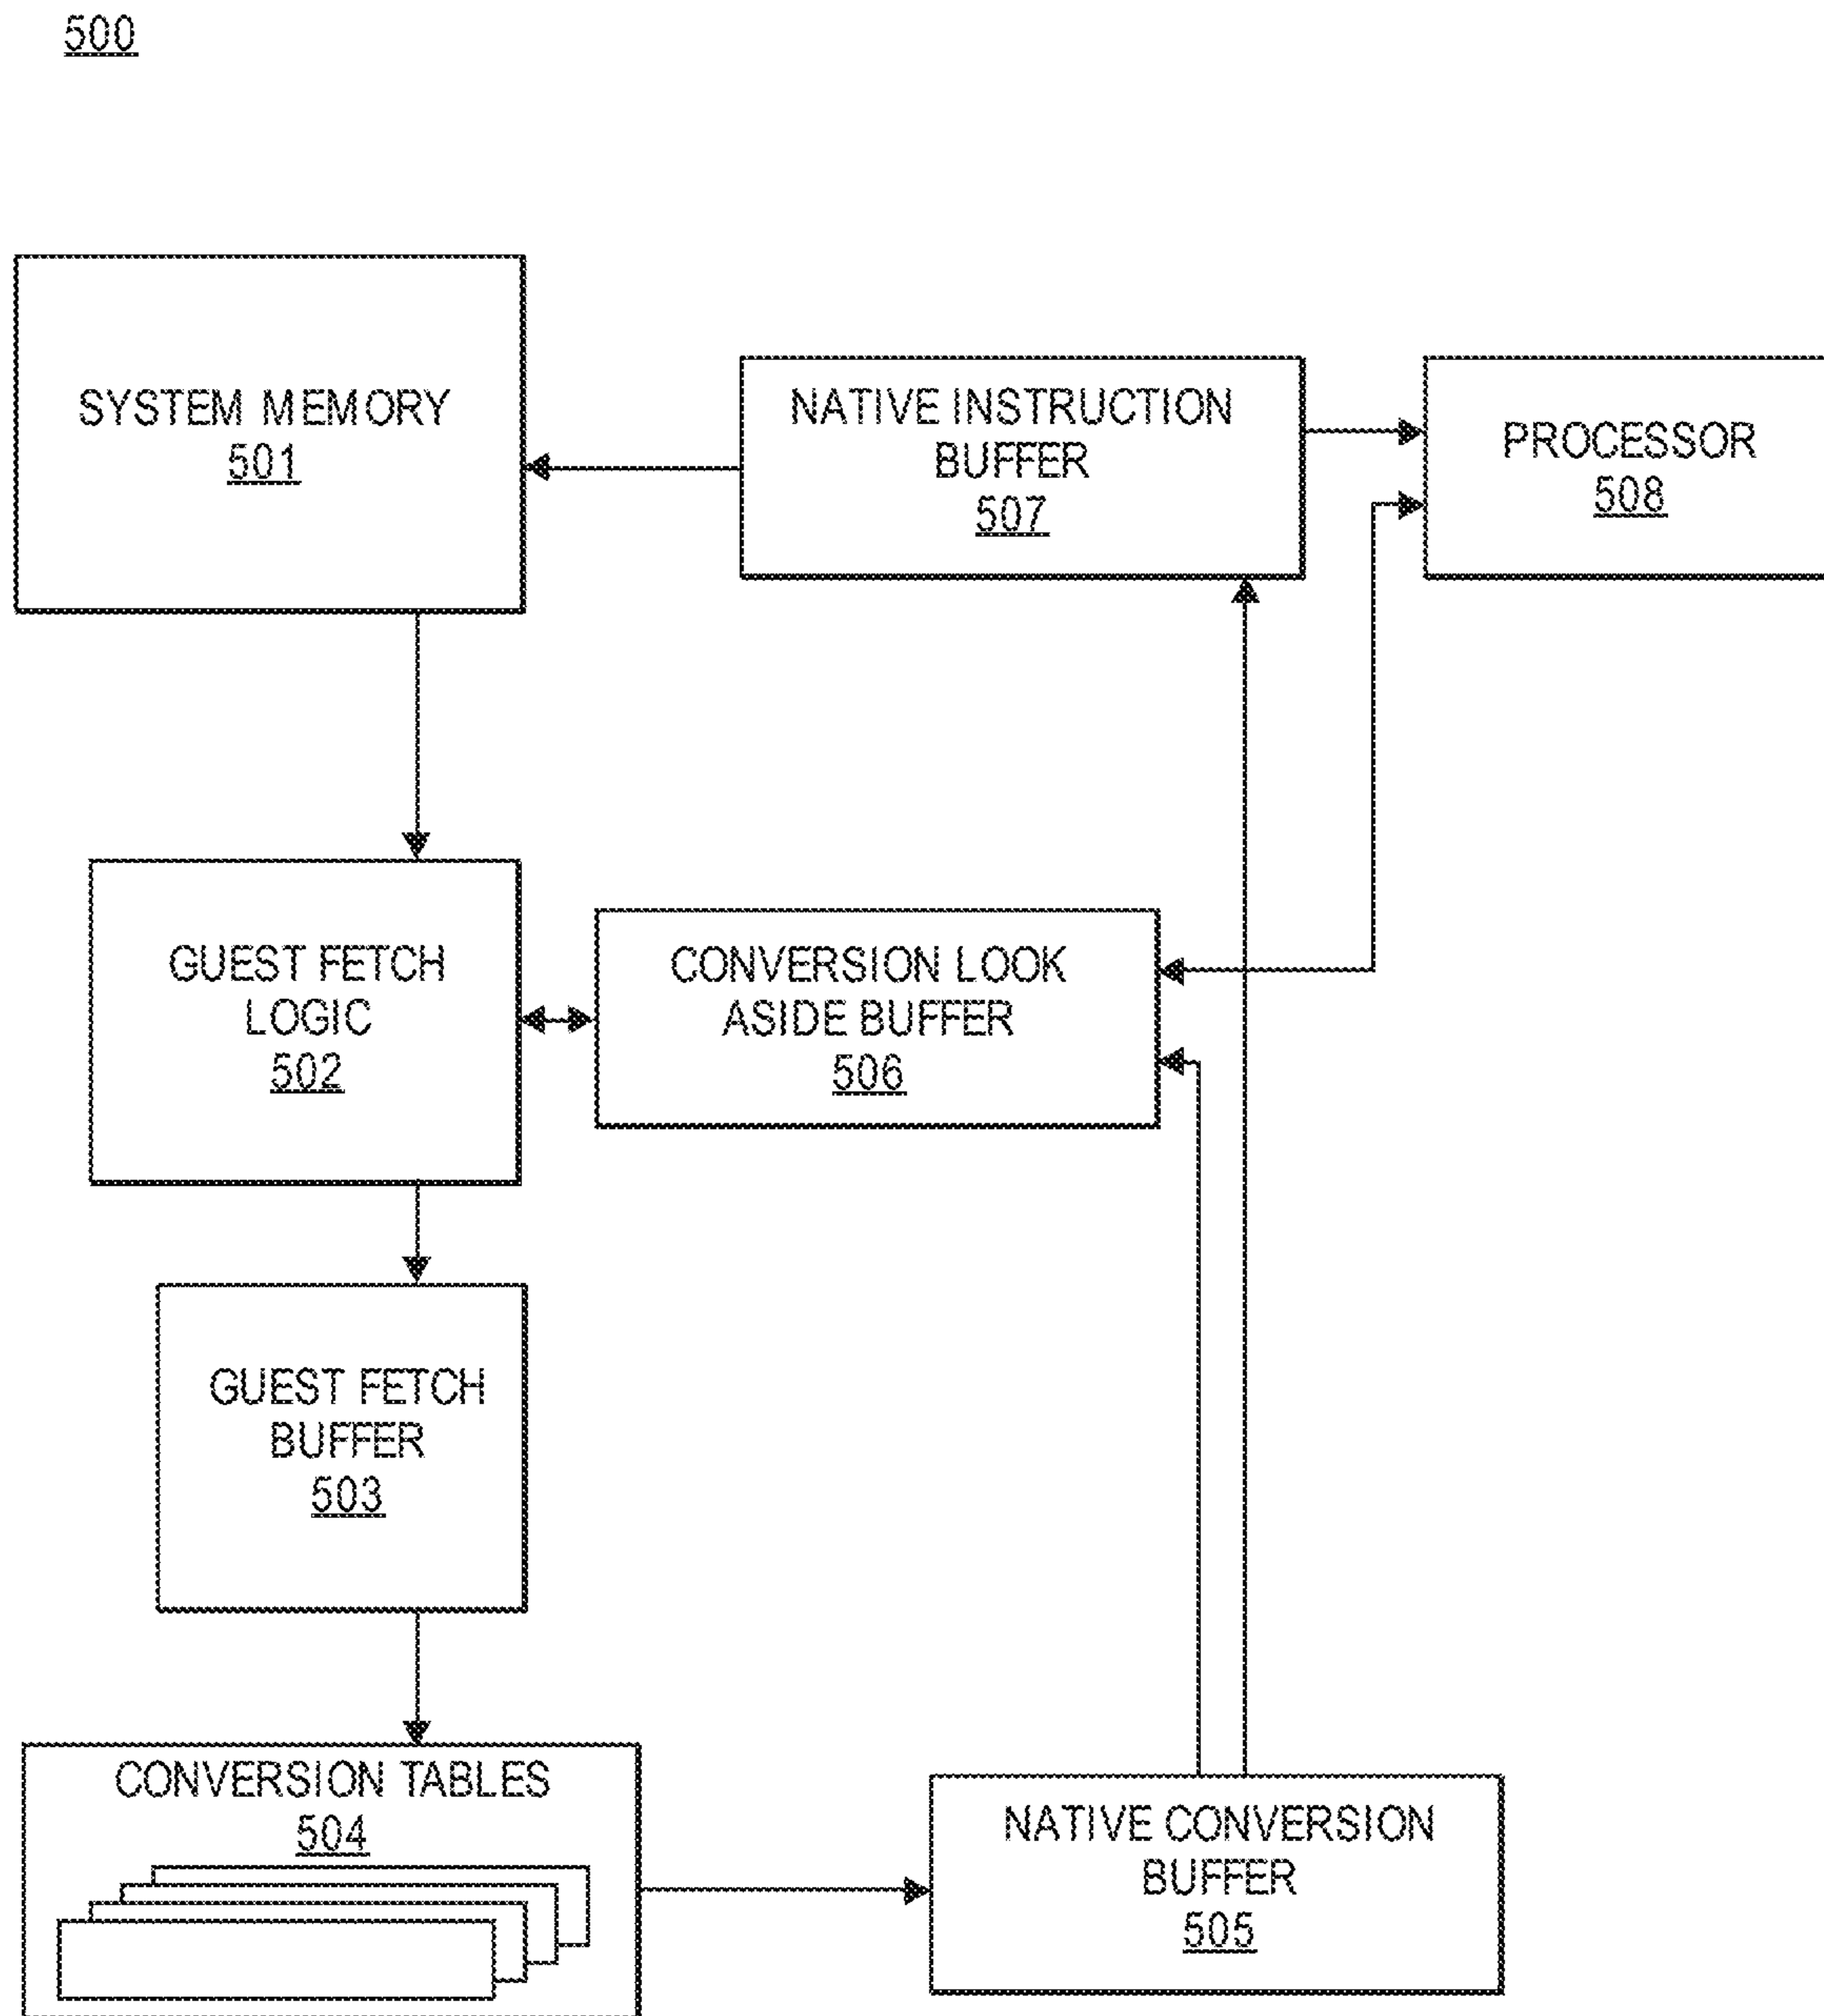 500
SYSTEM MEMORY
501
NATIVE INSTRUCTION
BUFFER
507
PROCESSOR
508
GUEST FETCH
LOGIC
502
CONVERSION LOOK
ASIDE BUFFER
506
GUEST FETCH
BUFFER
503
CONVERSION TABLES
504
NATIVE CONVERSION
BUFFER
505